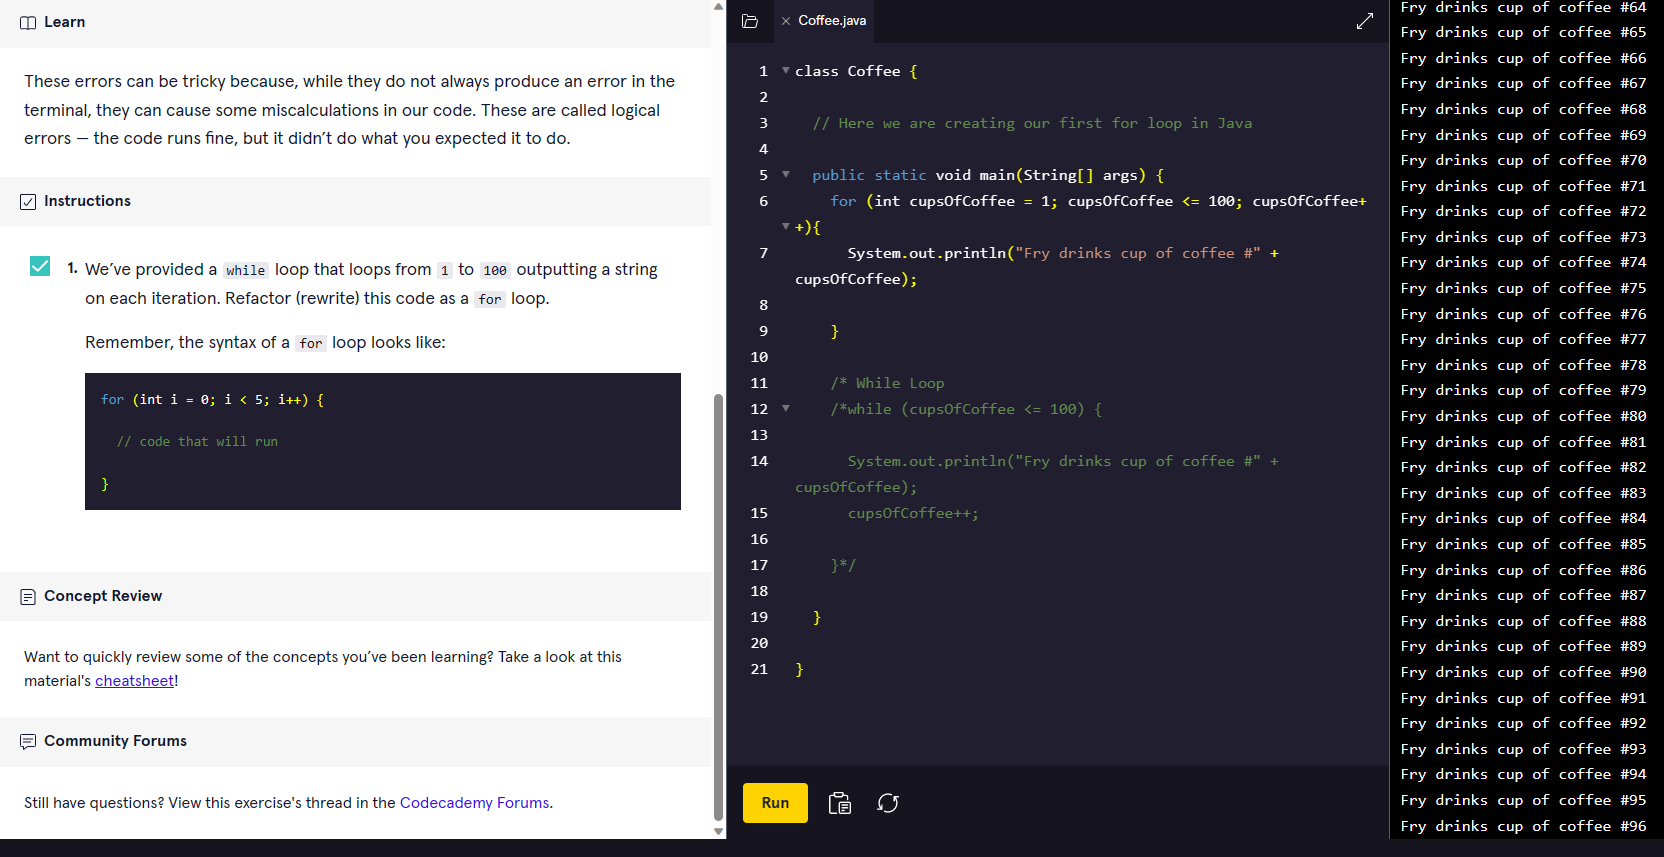 Learn
These errors can be tricky because, while they do not always produce an error in the
terminal, they can cause some miscalculations in our code. These are called logical
errors — the code runs fine, but it didn’t do what you expected it to do.
Instructions
1. We’ve provided a while loop that loops from 1 to 100 outputting a string
on each iteration. Refactor (rewrite) this code as a for loop.
Remember, the syntax of a for loop looks like:
for (int i = 0; i < 5; i++) {
// code that will run
}
Concept Review
Want to quickly review some of the concepts you’ve been learning? Take a look at this
material's cheatsheet!
Community Forums
Still have questions? View this exercise's thread in the Codecademy Forums.
Coffee.java
1 class Coffee {
2
3 // Here we are creating our first for loop in Java
4
5 public static void main(String[] args) {
6 for (int cupsOfCoffee = 1; cupsOfCoffee <= 100; cupsOfCoffee+
+){
7 System.out.println("Fry drinks cup of coffee #" +
cupsOfCoffee);
8
9 }
10
11 /* While Loop
12 /*while (cupsOfCoffee <= 100) {
13
14 System.out.println("Fry drinks cup of coffee #" +
cupsOfCoffee);
15 cupsOfCoffee++;
16
17 }*/
18
19 }
20
21 }
Run
Fry drinks cup of coffee #64
Fry drinks cup of coffee #65
Fry drinks cup of coffee #66
Fry drinks cup of coffee #67
Fry drinks cup of coffee #68
Fry drinks cup of coffee #69
Fry drinks cup of coffee #70
Fry drinks cup of coffee #71
Fry drinks cup of coffee #72
Fry drinks cup of coffee #73
Fry drinks cup of coffee #74
Fry drinks cup of coffee #75
Fry drinks cup of coffee #76
Fry drinks cup of coffee #77
Fry drinks cup of coffee #78
Fry drinks cup of coffee #79
Fry drinks cup of coffee #80
Fry drinks cup of coffee #81
Fry drinks cup of coffee #82
Fry drinks cup of coffee #83
Fry drinks cup of coffee #84
Fry drinks cup of coffee #85
Fry drinks cup of coffee #86
Fry drinks cup of coffee #87
Fry drinks cup of coffee #88
Fry drinks cup of coffee #89
Fry drinks cup of coffee #90
Fry drinks cup of coffee #91
Fry drinks cup of coffee #92
Fry drinks cup of coffee #93
Fry drinks cup of coffee #94
Fry drinks cup of coffee #95
Fry drinks cup of coffee #96